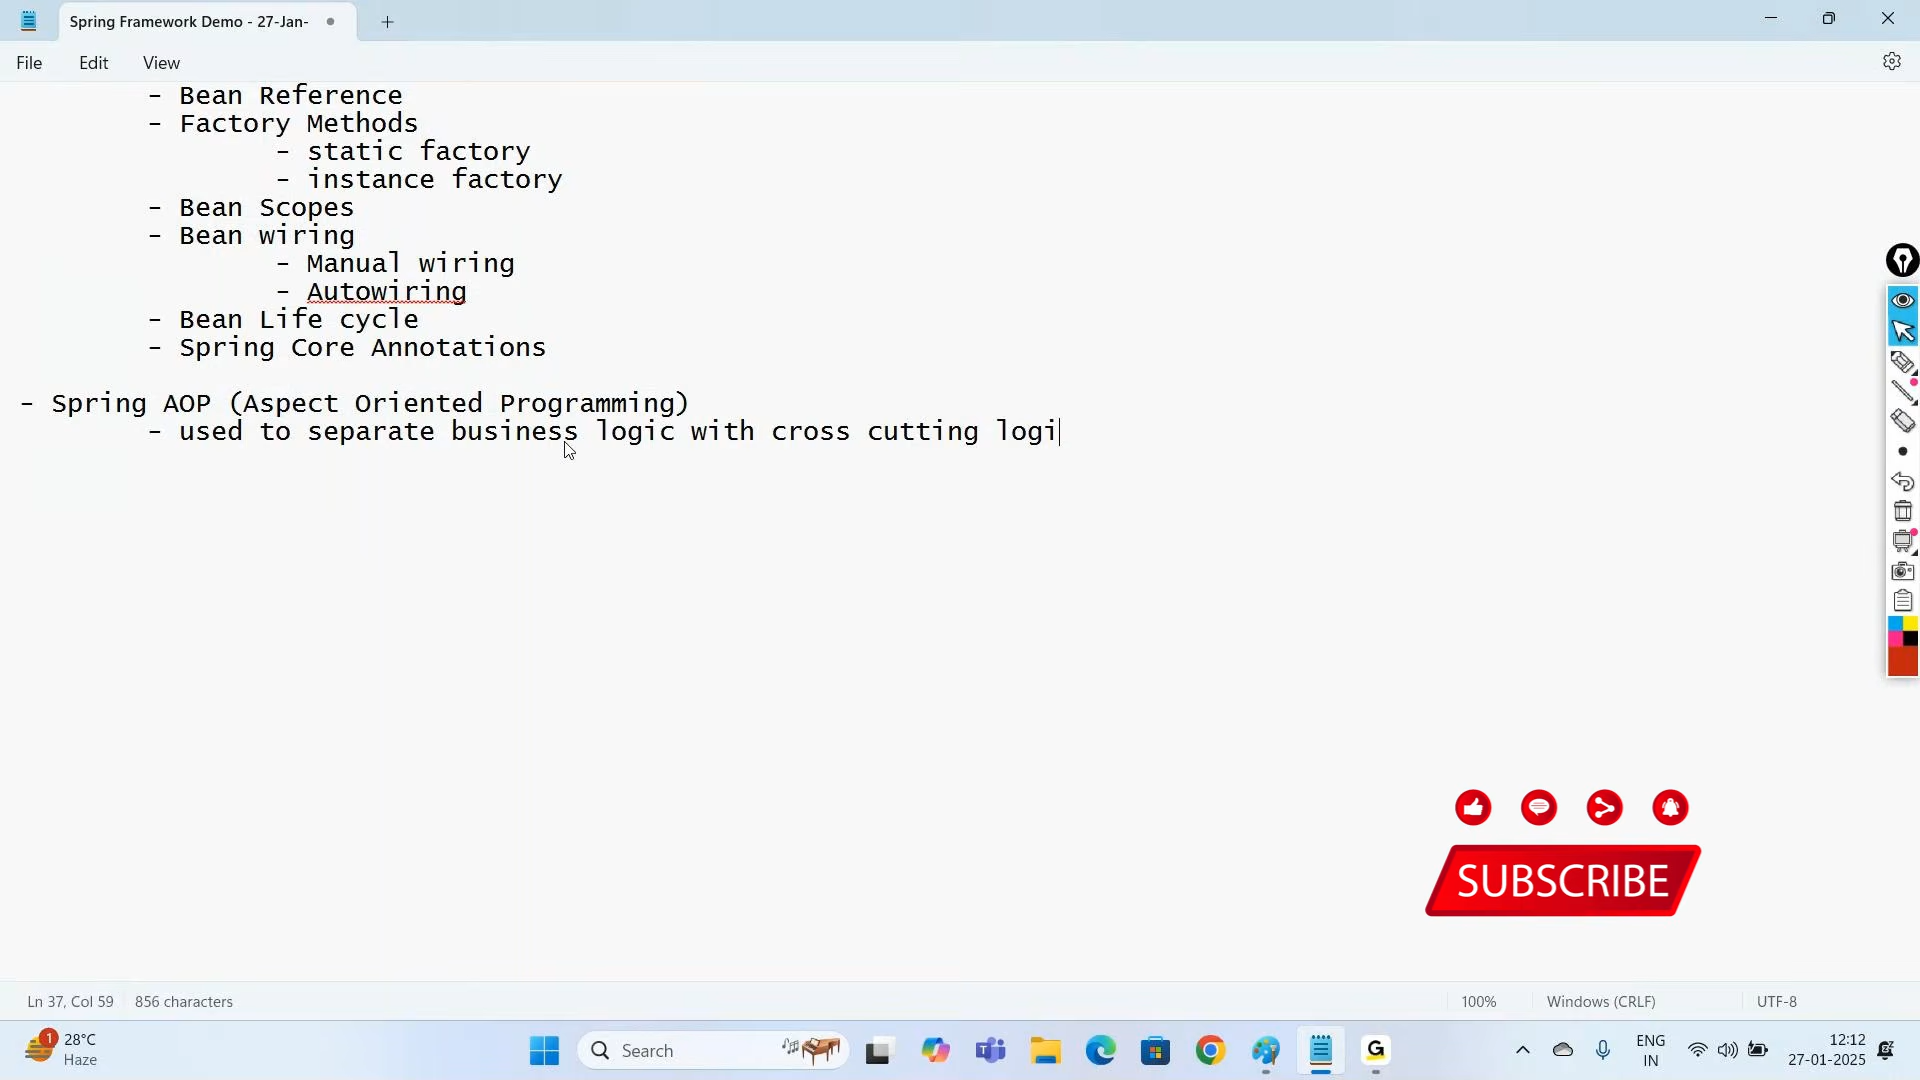 Spring Framework Demo - 27-Jan-
File Edit View
- Bean Reference
- Factory Methods
- static factory
- instance factory
- Bean Scopes
- Bean wiring
- Manual wiring
- Autowiring
- Bean Life cycle
- Spring Core Annotations
- Spring AOP (Aspect Oriented Programming)
- used to separate business logic with cross cutting logi
SUBSCRIBE
Ln 37, Col 59 856 characters 100% Windows (CRLF) UTF-8
1 28°C
Haze
Search
ENG
IN
12:12
27-01-2025